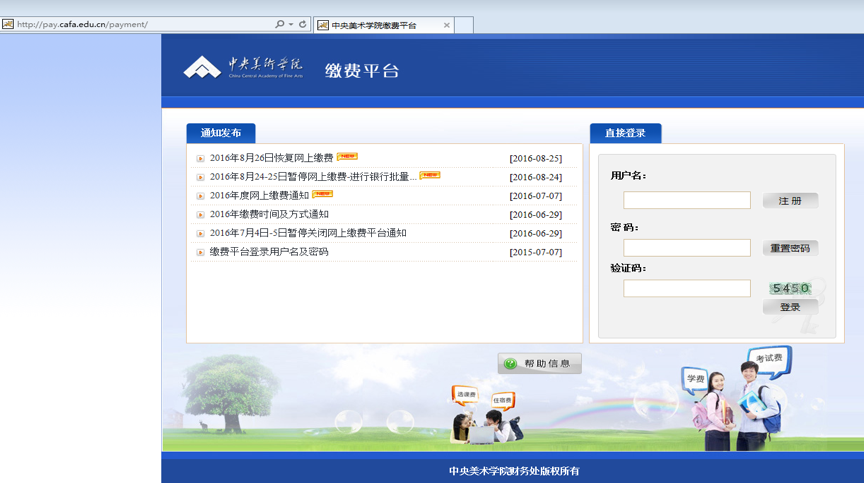 http://pay.cafa.edu.cn/payment/
中央美术学院缴费平台
中央美術学院
China Central Academy of Fine Arts
缴费平台
通知发布
直接登录
2016年8月26日恢复网上缴费 [2016-08-25]
2016年8月24-25日暂停网上缴费-进行银行批量... [2016-08-24]
2016年度网上缴费通知 [2016-07-07]
2016年缴费时间及方式通知 [2016-06-29]
2016年7月4日-5日暂停关闭网上缴费平台通知 [2016-06-29]
缴费平台登录用户名及密码 [2015-07-07]
用户名：
注 册
密 码：
重置密码
验证码：
5450
登录
帮助信息
选课费
住宿费
学费
考试费
中央美术学院财务处版权所有